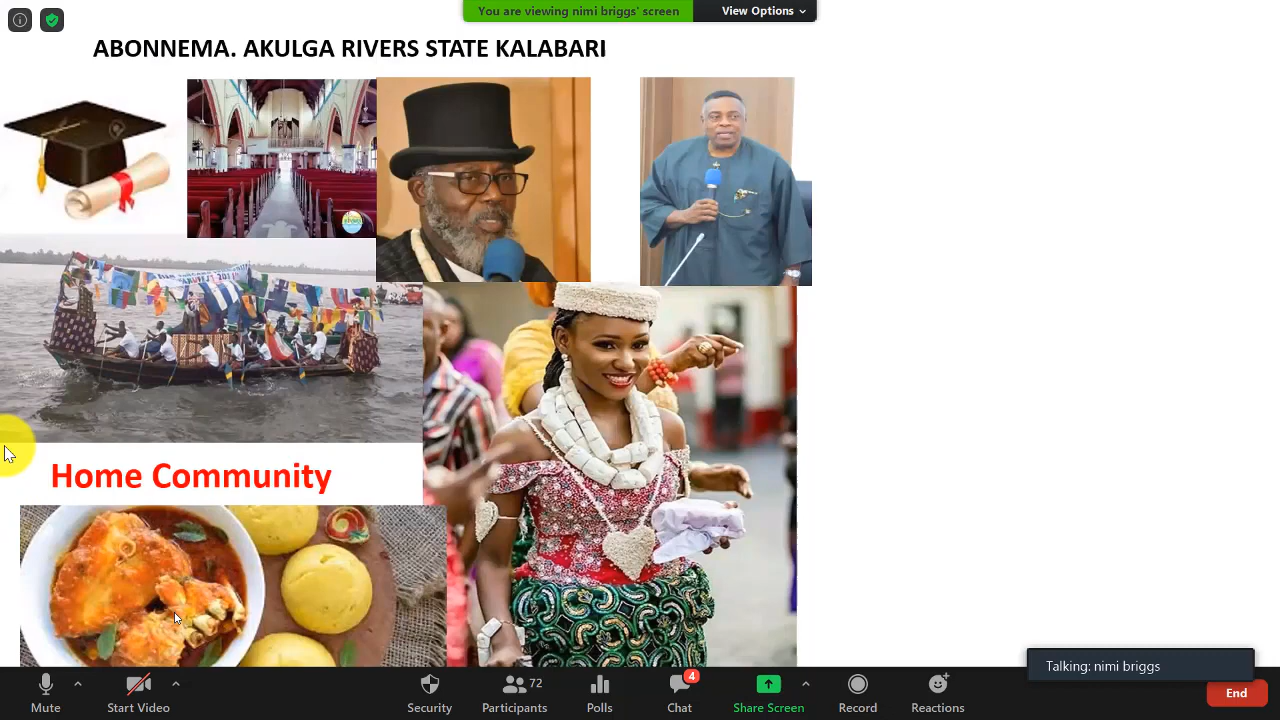 You are viewing nimi briggs' screen
View Options
ABONNEMA. AKULGA RIVERS STATE KALABARI
Home Community
Talking: nimi briggs
Mute
Start Video
Security
72
Participants
Polls
4
Chat
Share Screen
Record
Reactions
End